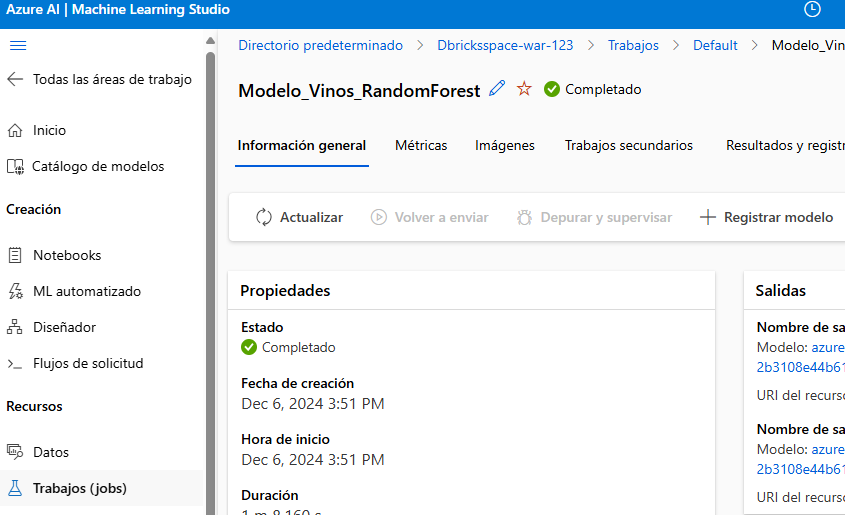 Azure AI | Machine Learning Studio
Todas las áreas de trabajo
Inicio
Catálogo de modelos
Creación
Notebooks
ML automatizado
Diseñador
Flujos de solicitud
Recursos
Datos
Trabajos (jobs)
Directorio predeterminado > Dbricksspace-war-123 > Trabajos > Default > Modelo_Vin
Modelo_Vinos_RandomForest Completado
Información general Métricas Imágenes Trabajos secundarios Resultados y registr
Actualizar Volver a enviar Depurar y supervisar Registrar modelo
Propiedades
Estado
Completado
Fecha de creación
Dec 6, 2024 3:51 PM
Hora de inicio
Dec 6, 2024 3:51 PM
Duración
1 m 8.160 s
Salidas
Nombre de sa
Modelo: azure
2b3108e44b61
URI del recurso
Nombre de sa
Modelo: azure
2b3108e44b61
URI del recurso